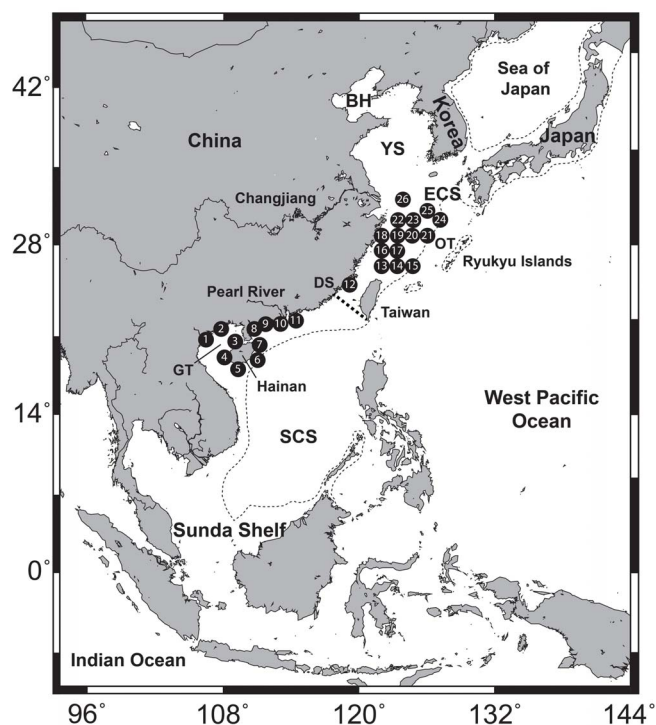 42°
28°
14°
0°
96°
108°
120°
132°
144°
Sea of
Japan
BH
Korea
China
YS
Japan
Changjiang
ECS
26
25
22
23
24
18
19
20
21
OT
16
17
Ryukyu Islands
13
14
15
DS
12
Pearl River
Taiwan
11
10
9
8
2
1
3
7
4
6
5
GT
Hainan
West Pacific
Ocean
SCS
Sunda Shelf
Indian Ocean